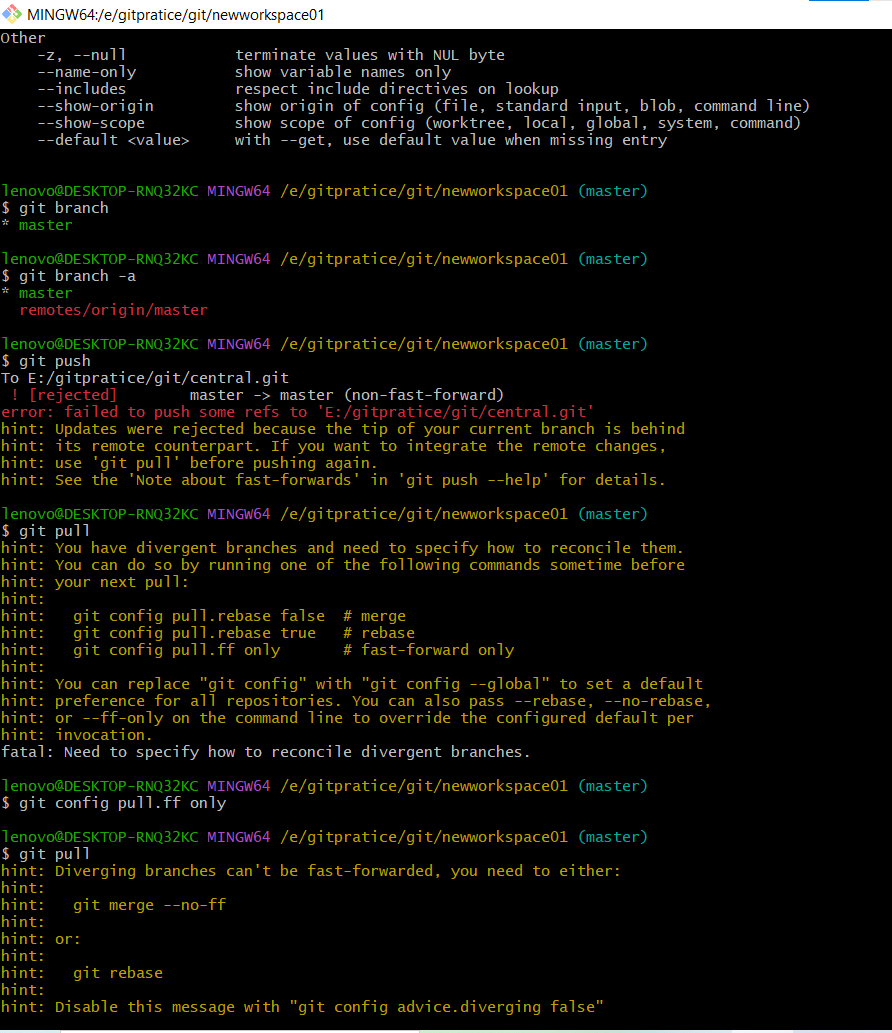 MINGW64:/e/gitpratice/git/newworkspace01
Other
    -z, --null            terminate values with NUL byte
    --name-only           show variable names only
    --includes            respect include directives on lookup
    --show-origin         show origin of config (file, standard input, blob, command line)
    --show-scope          show scope of config (worktree, local, global, system, command)
    --default <value>     with --get, use default value when missing entry
lenovo@DESKTOP-RNQ32KC MINGW64 /e/gitpratice/git/newworkspace01 (master)
$ git branch
* master
lenovo@DESKTOP-RNQ32KC MINGW64 /e/gitpratice/git/newworkspace01 (master)
$ git branch -a
* master
  remotes/origin/master
lenovo@DESKTOP-RNQ32KC MINGW64 /e/gitpratice/git/newworkspace01 (master)
$ git push
To E:/gitpratice/git/central.git
 ! [rejected]        master -> master (non-fast-forward)
error: failed to push some refs to 'E:/gitpratice/git/central.git'
hint: Updates were rejected because the tip of your current branch is behind
hint: its remote counterpart. If you want to integrate the remote changes,
hint: use 'git pull' before pushing again.
hint: See the 'Note about fast-forwards' in 'git push --help' for details.
lenovo@DESKTOP-RNQ32KC MINGW64 /e/gitpratice/git/newworkspace01 (master)
$ git pull
hint: You have divergent branches and need to specify how to reconcile them.
hint: You can do so by running one of the following commands sometime before
hint: your next pull:
hint:
hint:   git config pull.rebase false  # merge
hint:   git config pull.rebase true   # rebase
hint:   git config pull.ff only       # fast-forward only
hint:
hint: You can replace "git config" with "git config --global" to set a default
hint: preference for all repositories. You can also pass --rebase, --no-rebase,
hint: or --ff-only on the command line to override the configured default per
hint: invocation.
fatal: Need to specify how to reconcile divergent branches.
lenovo@DESKTOP-RNQ32KC MINGW64 /e/gitpratice/git/newworkspace01 (master)
$ git config pull.ff only
lenovo@DESKTOP-RNQ32KC MINGW64 /e/gitpratice/git/newworkspace01 (master)
$ git pull
hint: Diverging branches can't be fast-forwarded, you need to either:
hint:
hint:   git merge --no-ff
hint:
hint: or:
hint:
hint:   git rebase
hint:
hint: Disable this message with "git config advice.diverging false"